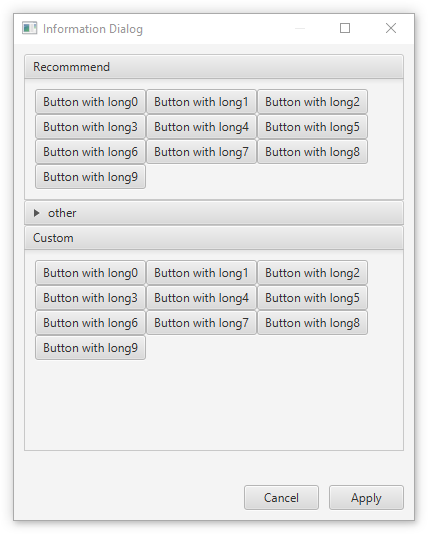 Information Dialog
Recommmend
Button with long0 Button with long1 Button with long2
Button with long3 Button with long4 Button with long5
Button with long6 Button with long7 Button with long8
Button with long9
other
Custom
Button with long0 Button with long1 Button with long2
Button with long3 Button with long4 Button with long5
Button with long6 Button with long7 Button with long8
Button with long9
Cancel Apply